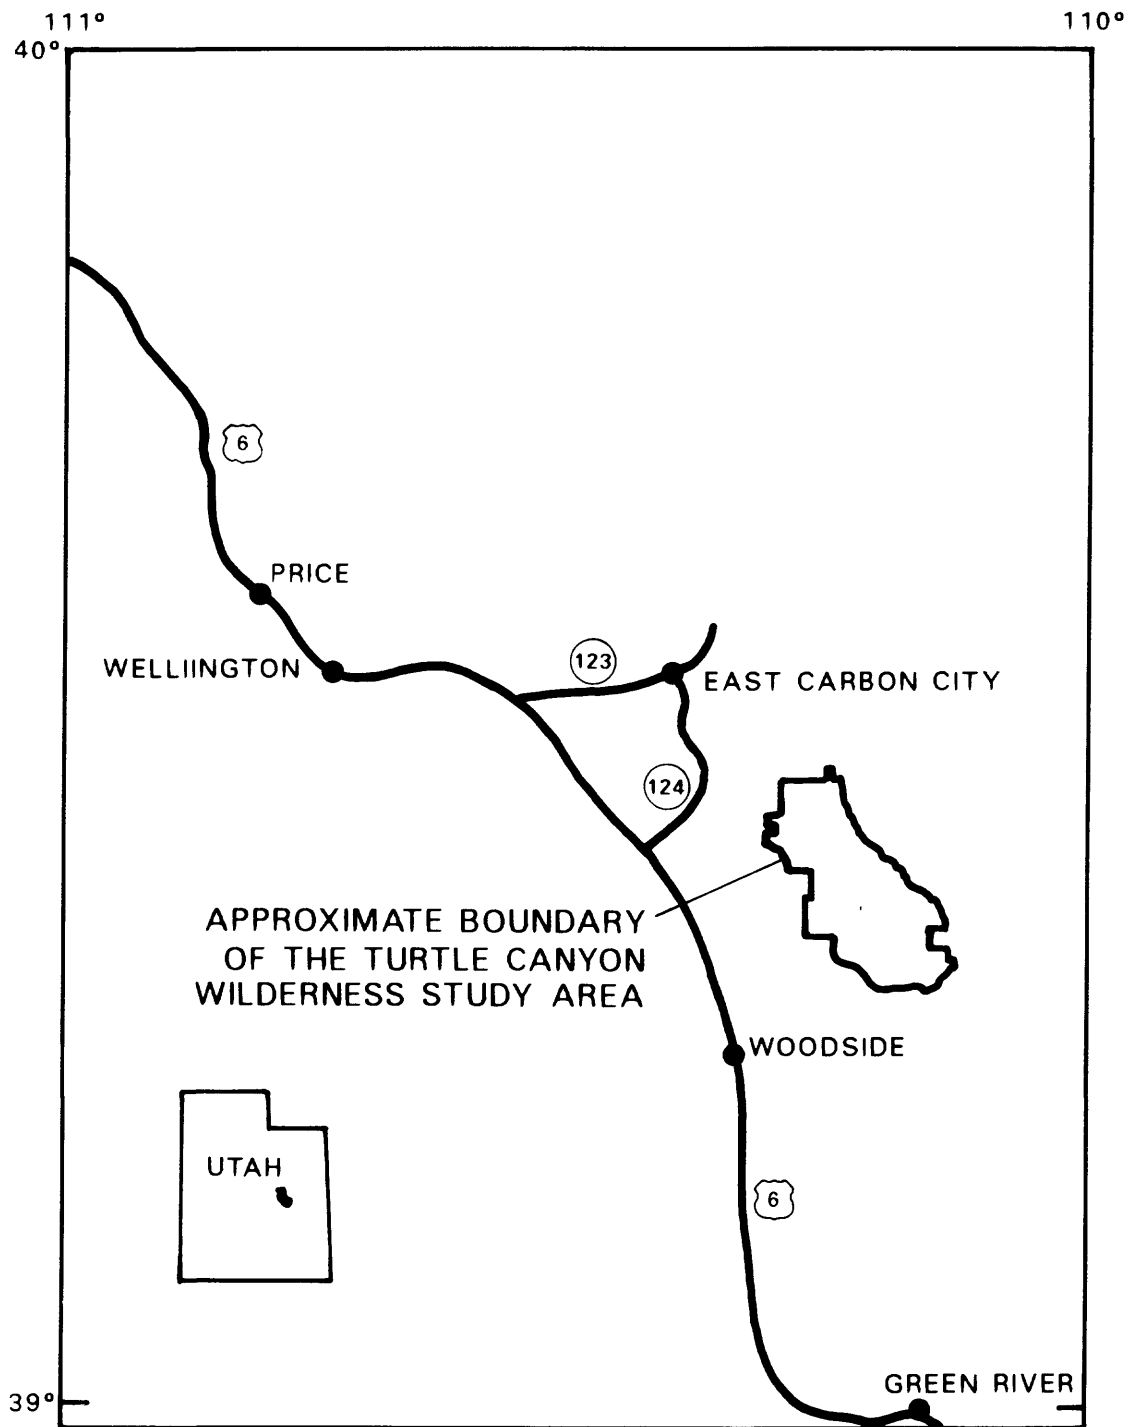 111°
110°
40°
6
PRICE
WELLIINGTON
123
EAST CARBON CITY
124
APPROXIMATE BOUNDARY
OF THE TURTLE CANYON
WILDERNESS STUDY AREA
WOODSIDE
UTAH
6
GREEN RIVER
39°